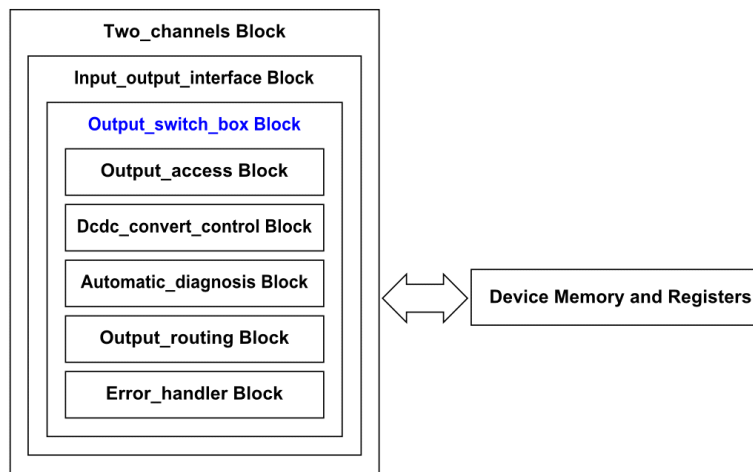 Two_channels Block
Input_output_interface Block
Output_switch_box Block
Output_access Block
Dcdc_convert_control Block
Automatic_diagnosis Block
Output_routing Block
Error_handler Block
Device Memory and Registers